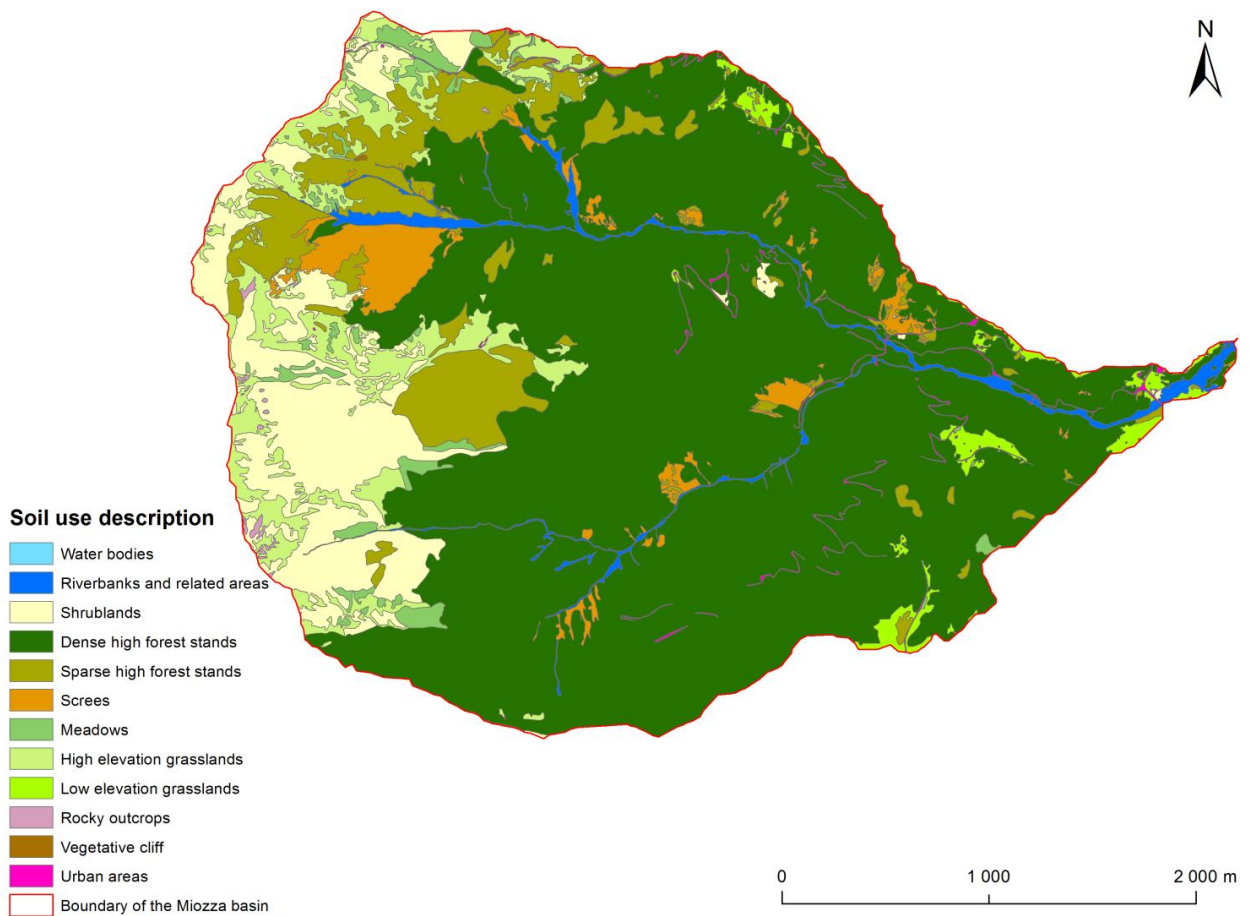 N
Soil use description
Water bodies
Riverbanks and related areas
Shrublands
Dense high forest stands
Sparse high forest stands
Screes
Meadows
High elevation grasslands
Low elevation grasslands
Rocky outcrops
Vegetative cliff
Urban areas
Boundary of the Miozza basin
0 1 000 2 000 m